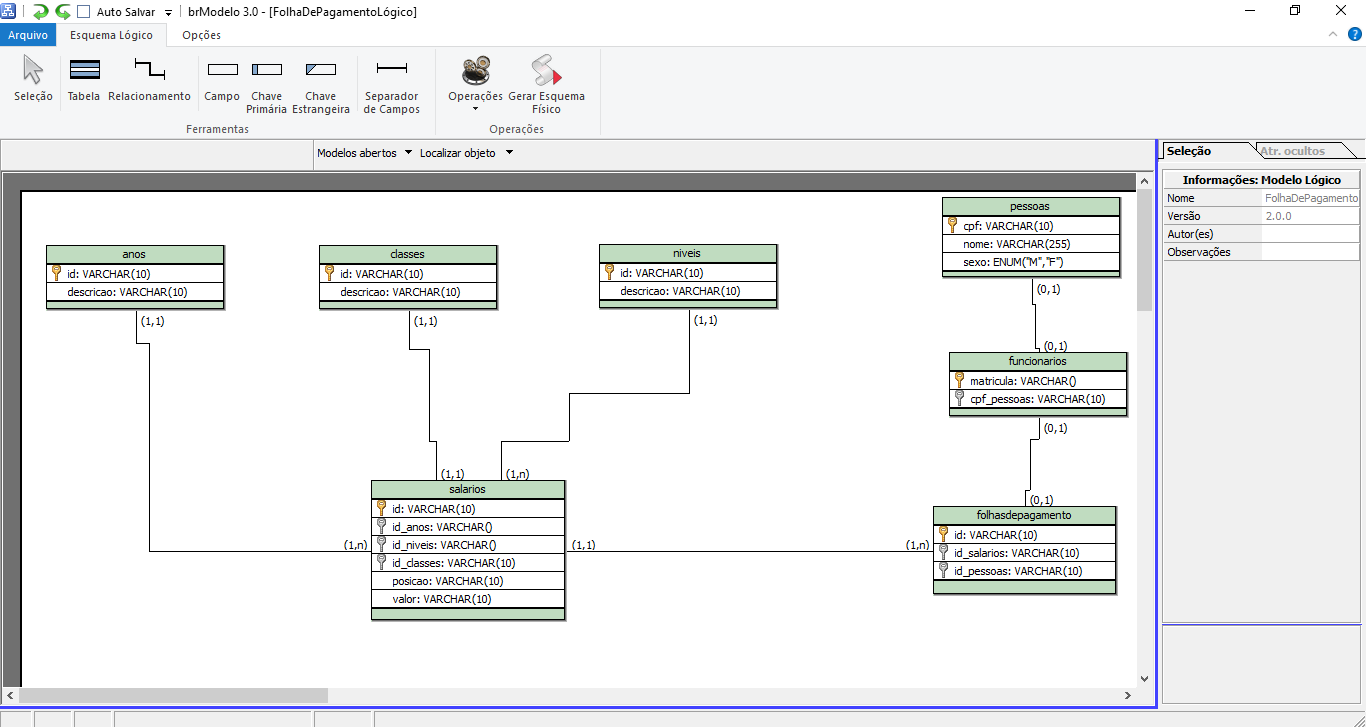 Auto Salvar
brModelo 3.0 - [FolhaDePagamentoLógico]
Arquivo
Esquema Lógico
Opções
Seleção
Tabela
Relacionamento
Campo
Chave
Primária
Chave
Estrangeira
Separador
de Campos
Operações
Gerar Esquema
Físico
Ferramentas
Operações
Modelos abertos
Localizar objeto
Seleção
Atr. ocultos
Informações: Modelo Lógico
Nome
FolhaDePagamento
Versão
2.0.0
Autor(es)
Observações
anos
id: VARCHAR(10)
descricao: VARCHAR(10)
(1,1)
classes
id: VARCHAR(10)
descricao: VARCHAR(10)
(1,1)
niveis
id: VARCHAR(10)
descricao: VARCHAR(10)
(1,1)
pessoas
cpf: VARCHAR(10)
nome: VARCHAR(255)
sexo: ENUM("M","F")
(0,1)
(0,1)
funcionarios
matricula: VARCHAR()
cpf_pessoas: VARCHAR(10)
(0,1)
(0,1)
(1,1)
(1,n)
salarios
id: VARCHAR(10)
id_anos: VARCHAR()
id_niveis: VARCHAR()
id_classes: VARCHAR(10)
posicao: VARCHAR(10)
valor: VARCHAR(10)
(1,n)
(1,1)
(1,n)
folhasdepagamento
id: VARCHAR(10)
id_salarios: VARCHAR(10)
id_pessoas: VARCHAR(10)